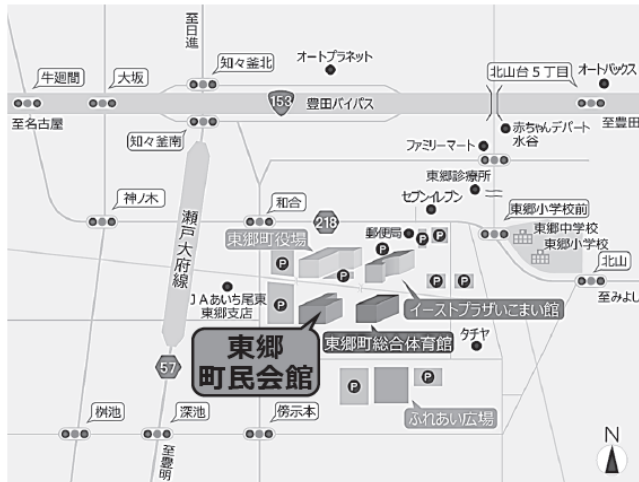 至日進
オートプラネット
知々釜北
牛廻間
大坂
北山台5丁目
オートバックス
153
豊田バイパス
至名古屋
至豊田
知々釜南
ファミリーマート
赤ちゃんデパート
水谷
東郷診療所
セブンイレブン
神ノ木
瀬戸大府線
和合
218
郵便局
東郷小学校前
東郷中学校
東郷小学校
北山
至みよし
東郷町役場
P
P
P
P
P
P
P
P
イーストプラザいこまい館
JAあいち尾東
東郷支店
東郷
町民会館
東郷町総合体育館
タチヤ
57
P
P
ふれあい広場
桝池
深池
傍示本
至豊明
N